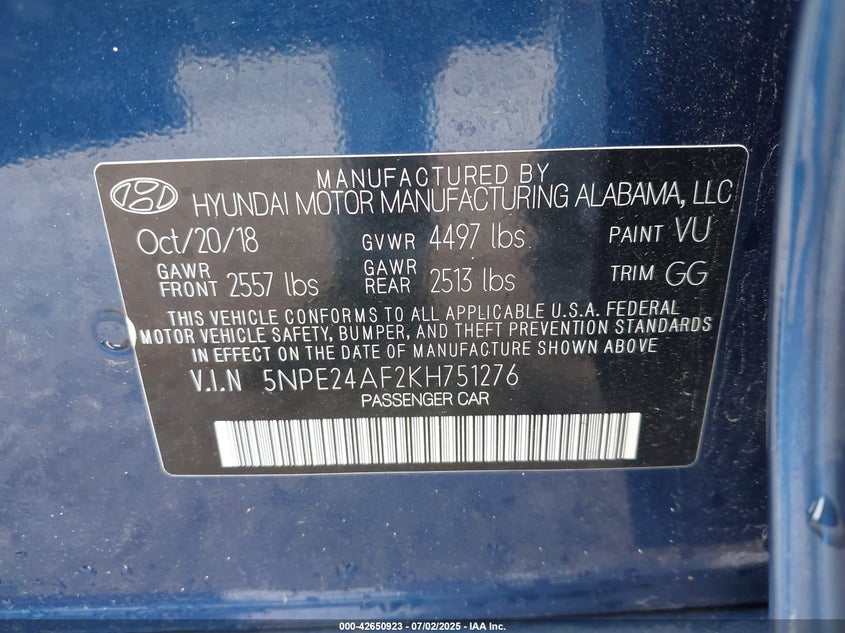 MANUFACTURED BY
HYUNDAI MOTOR MANUFACTURING ALABAMA, LLC
Oct/20/18 GVWR 4497 lbs PAINT VU
GAWR FRONT 2557 lbs GAWR REAR 2513 lbs TRIM GG
THIS VEHICLE CONFORMS TO ALL APPLICABLE U.S.A. FEDERAL
MOTOR VEHICLE SAFETY, BUMPER, AND THEFT PREVENTION STANDARDS
IN EFFECT ON THE DATE OF MANUFACTURE SHOWN ABOVE
V.I.N 5NPE24AF2KH751276
PASSENGER CAR
000-42650923 / 07/02/2025 - IAA Inc.